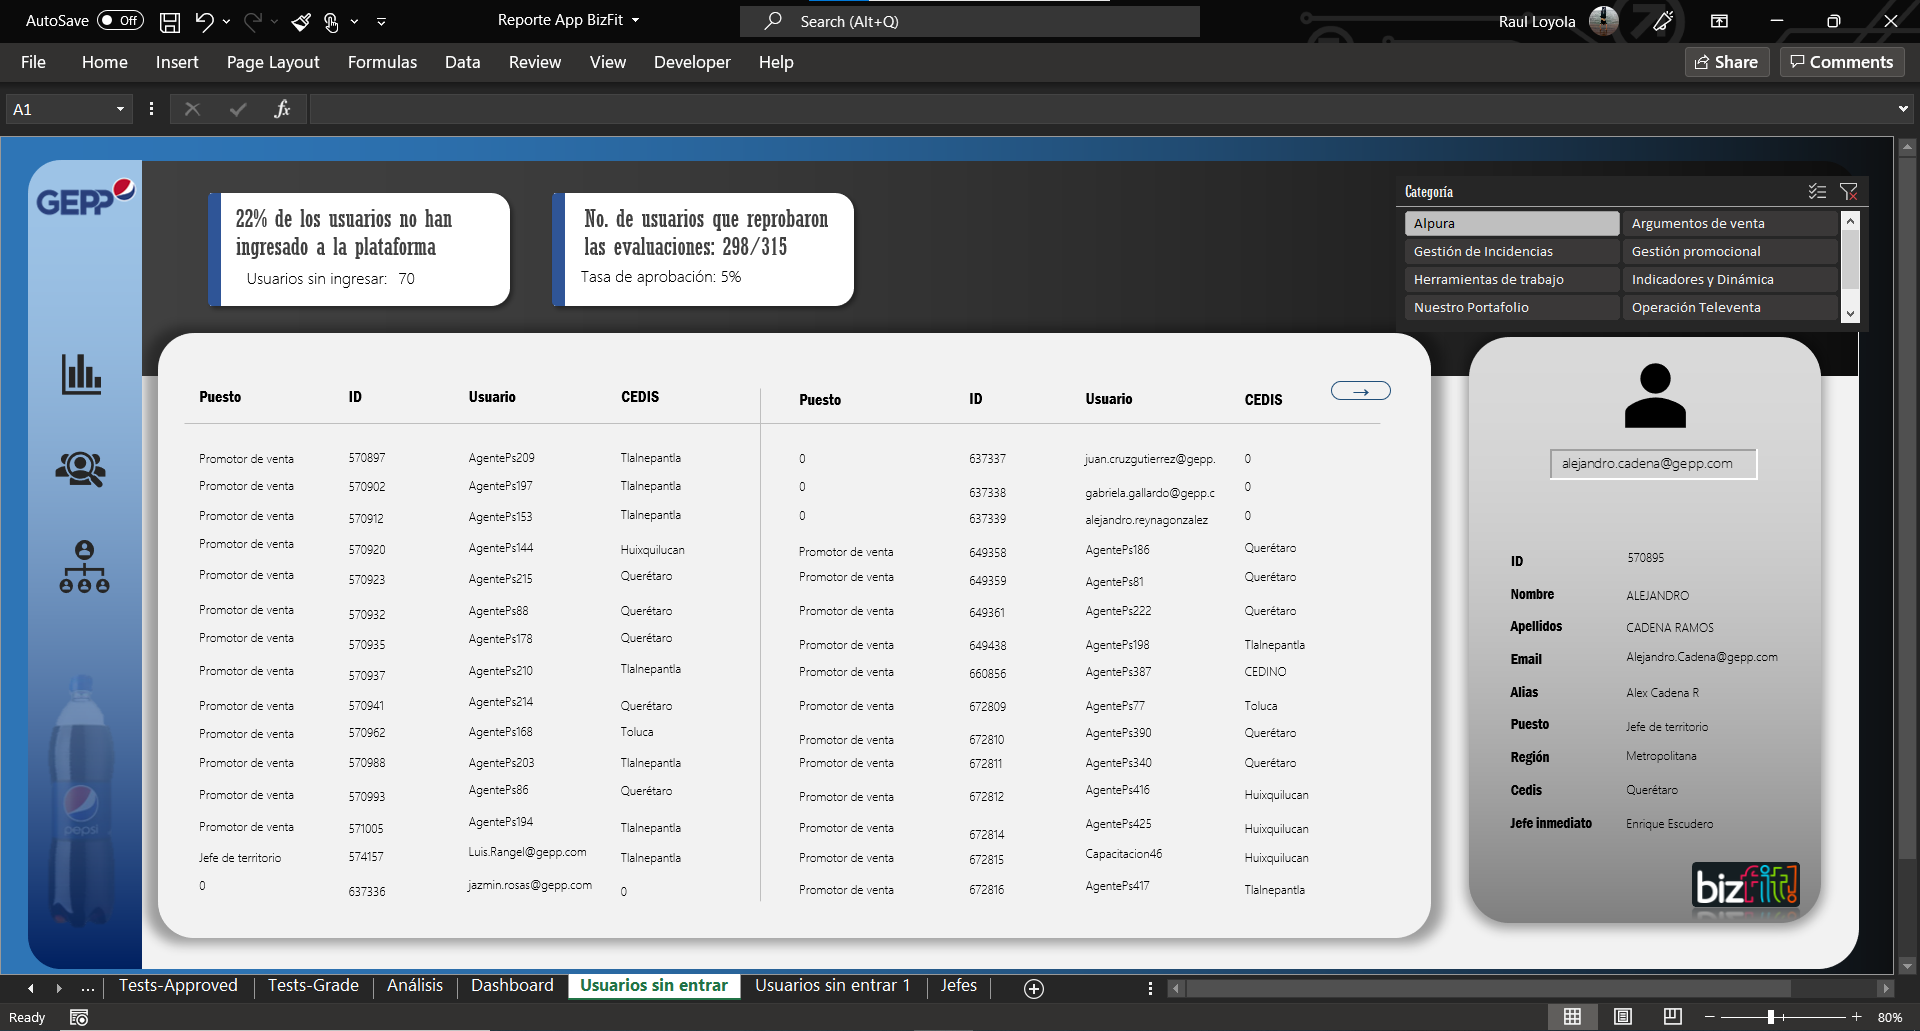 AutoSave Off Reporte App BizFit Search (Alt+Q) Raul Loyola
File Home Insert Page Layout Formulas Data Review View Developer Help Share Comments
A1 fx
GEPP
22% de los usuarios no han
ingresado a la plataforma
Usuarios sin ingresar: 70
No. de usuarios que reprobaron
las evaluaciones: 298/315
Tasa de aprobación: 5%
Categoría
Alpura Argumentos de venta
Gestión de Incidencias Gestión promocional
Herramientas de trabajo Indicadores y Dinámica
Nuestro Portafolio Operación Televenta
Puesto ID Usuario CEDIS Puesto ID Usuario CEDIS →
Promotor de venta 570897 AgentePs209 Tlalnepantla 0 637337 juan.cruzgutierrez@gepp. 0
Promotor de venta 570902 AgentePs197 Tlalnepantla 0 637338 gabriela.gallardo@gepp.c 0
Promotor de venta 570912 AgentePs153 Tlalnepantla 0 637339 alejandro.reynagonzalez 0
Promotor de venta 570920 AgentePs144 Huixquilucan Promotor de venta 649358 AgentePs186 Querétaro
Promotor de venta 570923 AgentePs215 Querétaro Promotor de venta 649359 AgentePs81 Querétaro
Promotor de venta 570932 AgentePs88 Querétaro Promotor de venta 649361 AgentePs222 Querétaro
Promotor de venta 570935 AgentePs178 Querétaro Promotor de venta 649438 AgentePs198 Tlalnepantla
Promotor de venta 570937 AgentePs210 Tlalnepantla Promotor de venta 660856 AgentePs387 CEDINO
Promotor de venta 570941 AgentePs214 Querétaro Promotor de venta 672809 AgentePs77 Toluca
Promotor de venta 570962 AgentePs168 Toluca Promotor de venta 672810 AgentePs390 Querétaro
Promotor de venta 570988 AgentePs203 Tlalnepantla Promotor de venta 672811 AgentePs340 Querétaro
Promotor de venta 570993 AgentePs86 Querétaro Promotor de venta 672812 AgentePs416 Huixquilucan
Promotor de venta 571005 AgentePs194 Tlalnepantla Promotor de venta 672814 AgentePs425 Huixquilucan
Jefe de territorio 574157 Luis.Rangel@gepp.com Tlalnepantla Promotor de venta 672815 Capacitacion46 Huixquilucan
0 637336 jazmin.rosas@gepp.com 0 Promotor de venta 672816 AgentePs417 Tlalnepantla
alejandro.cadena@gepp.com
ID 570895
Nombre ALEJANDRO
Apellidos CADENA RAMOS
Email Alejandro.Cadena@gepp.com
Alias Alex Cadena R
Puesto Jefe de territorio
Región Metropolitana
Cedis Querétaro
Jefe inmediato Enrique Escudero
bizfit!
pepsi
... Tests-Approved Tests-Grade Análisis Dashboard Usuarios sin entrar Usuarios sin entrar 1 Jefes
Ready 80%